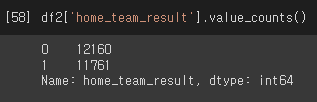 [58] df2['home_team_result'].value_counts()
0    12160
1    11761
Name: home_team_result, dtype: int64